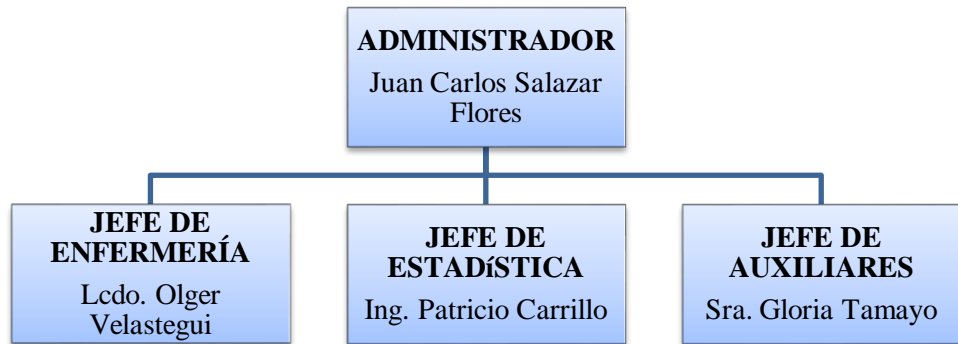 ADMINISTRADOR
Juan Carlos Salazar
Flores
JEFE DE
ENFERMERÍA
Lcdo. Olger
Velastegui
JEFE DE
ESTADíSTICA
Ing. Patricio Carrillo
JEFE DE
AUXILIARES
Sra. Gloria Tamayo